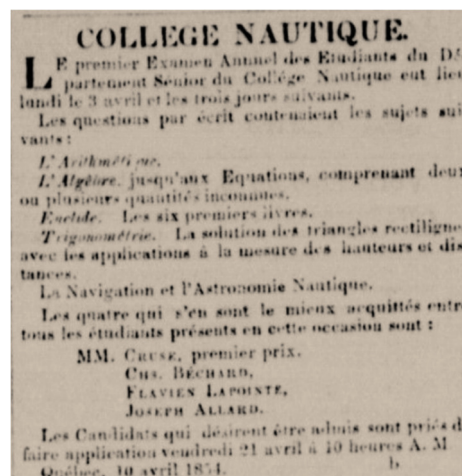 COLLEGE NAUTIQUE.
LE premier Examen Annuel des Etudiants du Dé
partement Sénior du Collége Nautique eut lieu
lundi le 3 avril et les trois jours suivants.
Les questions par écrit contenaient les sujets sui
vants:
L'Arithmétique.
L'Algèbre, jusqu'aux Equations, comprenant deux
ou plusieurs quantités inconnues.
Euclide. Les six premiers livres.
Trigonométrie. La solution des triangles rectiligne
avec les applications à la mesure des hauteurs et dis
tances.
La Navigation et l'Astronomie Nautique.
Les quatre qui s'en sont le mieux acquittés entre
tous les étudiants présents en cette occasion sont :
MM. CRUSE, premier prix.
CHS. BÉCHARD,
FLAVIEN LAPOINTE,
JOSEPH ALLARD.
Les Candidats qui désirent être admis sont priés d
faire application vendredi 21 avril à 10 heures A. M
Québec, 10 avril 1854. b.